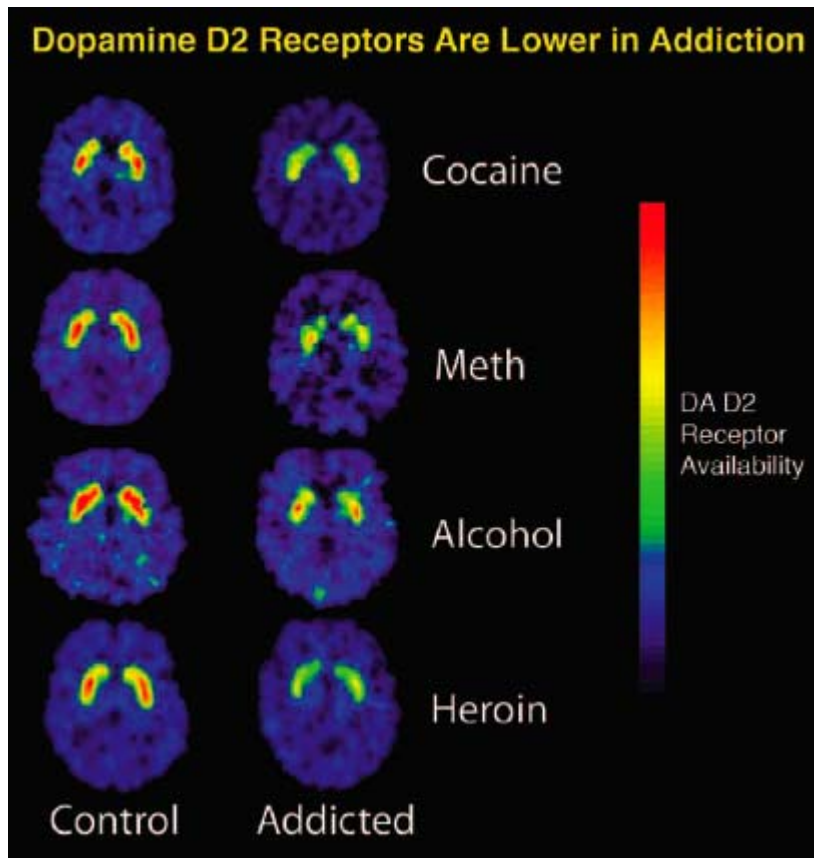 Dopamine D2 Receptors Are Lower in Addiction
Cocaine
Meth
DA D2
Receptor
Availability
Alcohol
Heroin
Control Addicted